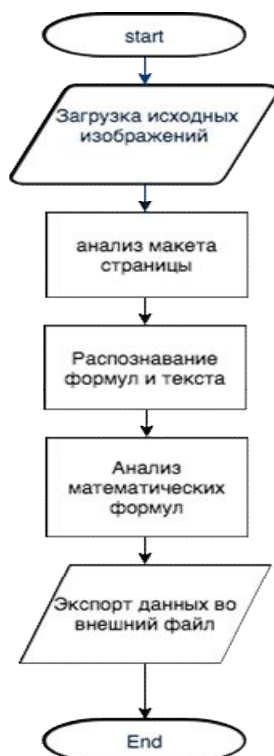 start
Загрузка исходных
изображений
анализ макета
страницы
Распознавание
формул и текста
Анализ
математических
формул
Экспорт данных во
внешний файл
End